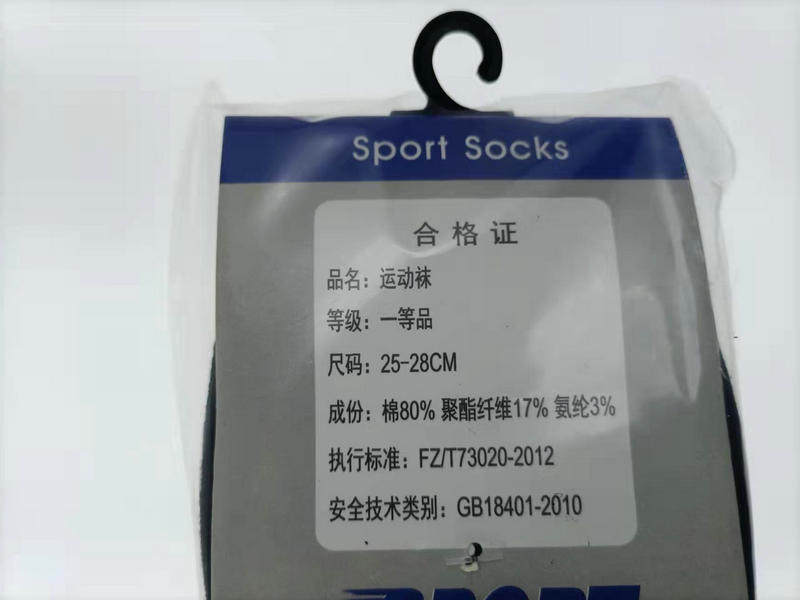 Sport Socks
合格证
品名：运动袜
等级：一等品
尺码：25-28CM
成份：棉80% 聚酯纤维17% 氨纶3%
执行标准：FZ/T73020-2012
安全技术类别：GB18401-2010
SPORT